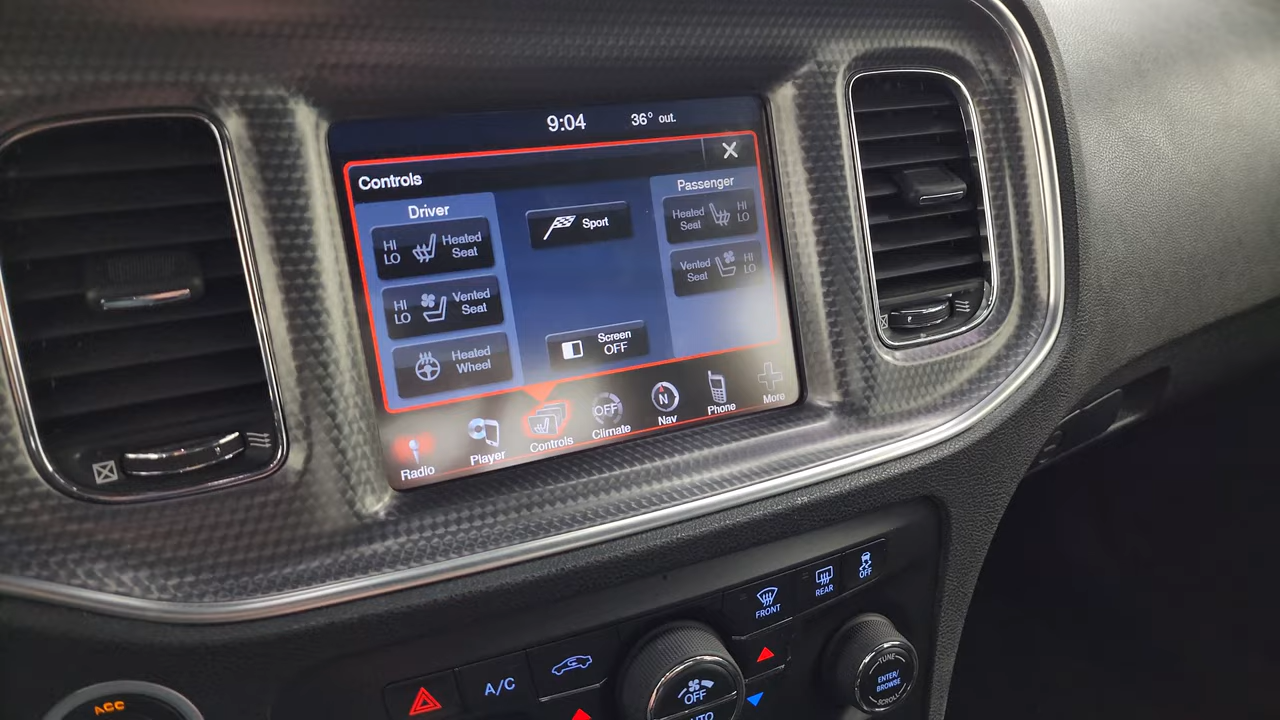 9:04 36° out.
X
Controls
Driver
HI
LO
Heated
Seat
HI
LO
Vented
Seat
Heated
Wheel
Sport
Screen
OFF
Passenger
Heated
Seat
HI
LO
Vented
Seat
HI
LO
Radio
Player
Controls
OFF
Climate
N
Nav
Phone
More
FRONT
REAR
OFF
A/C
OFF
AUTO
TUNE
ENTER/
BROWSE
SCROLL
ACC